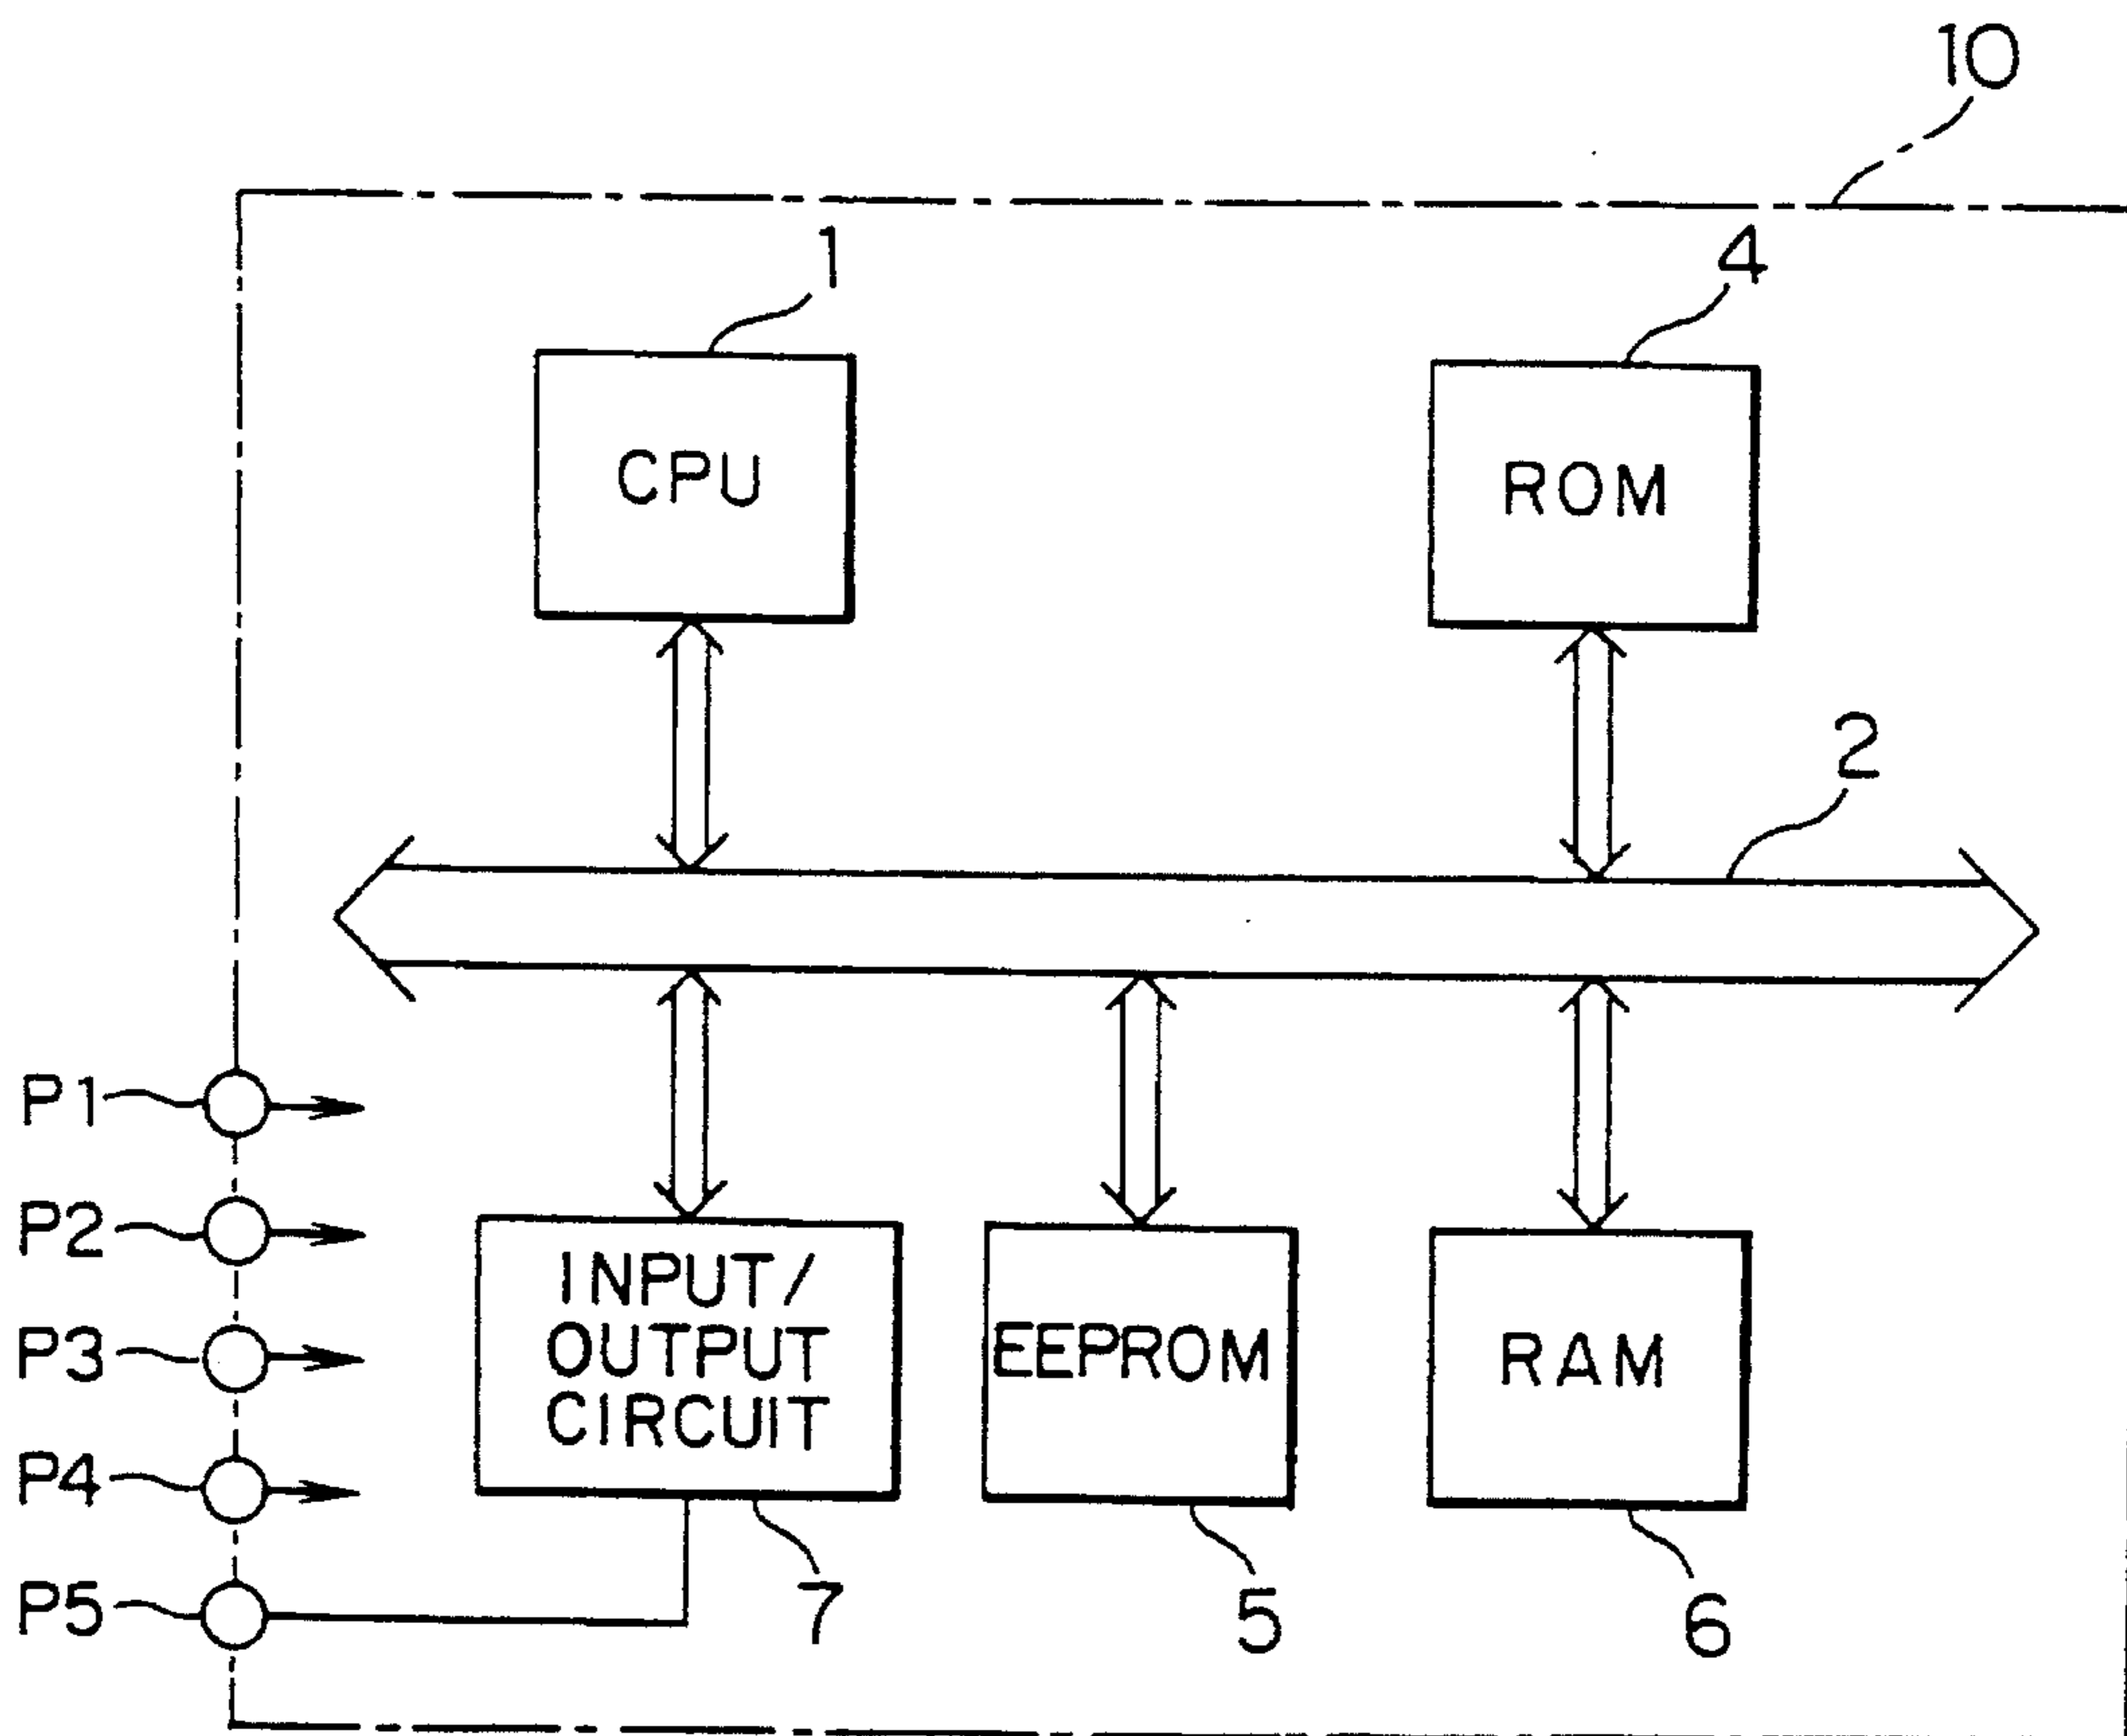 10
1
4
CPU
ROM
2
P1
P2
P3
P4
P5
INPUT/
OUTPUT
CIRCUIT
EEPROM
RAM
7
5
6